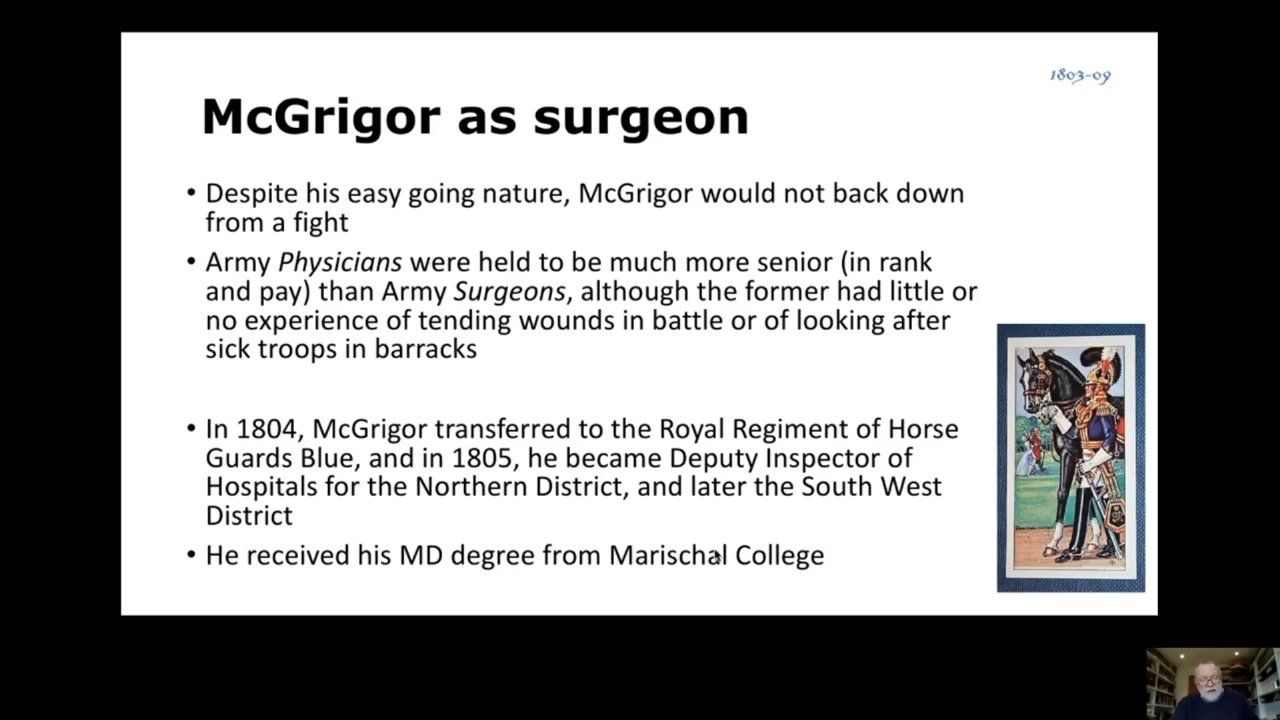 1803-09
McGrigor as surgeon
• Despite his easy going nature, McGrigor would not back down
from a fight
• Army Physicians were held to be much more senior (in rank
and pay) than Army Surgeons, although the former had little or
no experience of tending wounds in battle or of looking after
sick troops in barracks
• In 1804, McGrigor transferred to the Royal Regiment of Horse
Guards Blue, and in 1805, he became Deputy Inspector of
Hospitals for the Northern District, and later the South West
District
• He received his MD degree from Marischal College